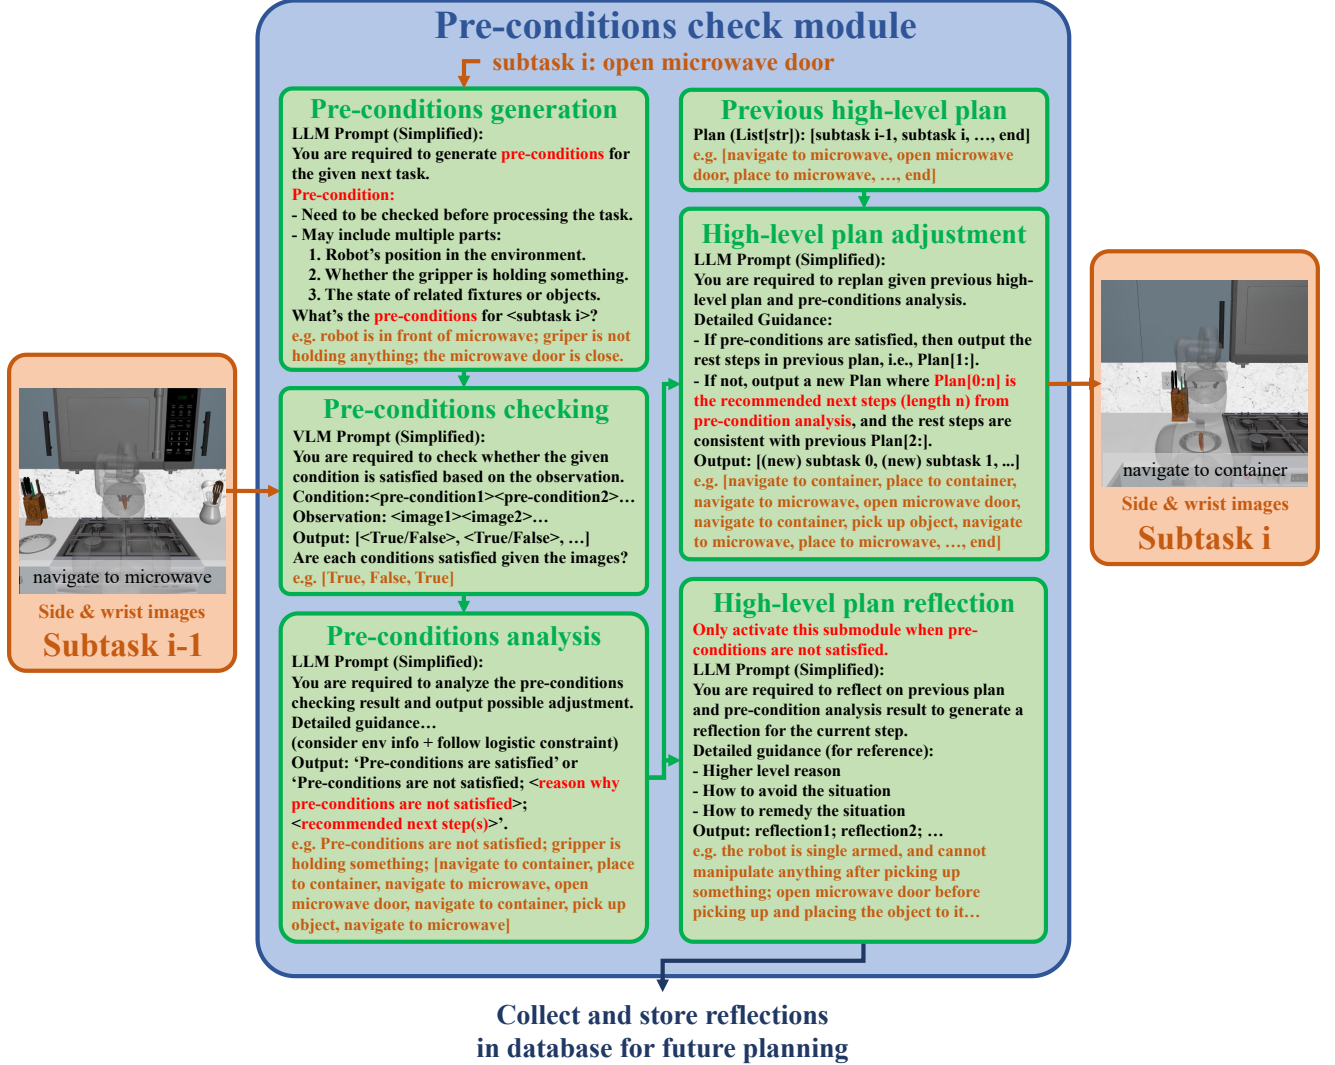 Pre-conditions check module
subtask i: open microwave door
Pre-conditions generation
LLM Prompt (Simplified):
You are required to generate pre-conditions for
the given next task.
Pre-condition:
- Need to be checked before processing the task.
- May include multiple parts:
1. Robot's position in the environment.
2. Whether the gripper is holding something.
3. The state of related fixtures or objects.
What's the pre-conditions for <subtask i>?
e.g. robot is in front of microwave; griper is not
holding anything; the microwave door is close.
Pre-conditions checking
VLM Prompt (Simplified):
You are required to check whether the given
condition is satisfied based on the observation.
Condition:<pre-condition1><pre-condition2>…
Observation: <image1><image2>…
Output: [<True/False>, <True/False>, …]
Are each conditions satisfied given the images?
e.g. [True, False, True]
Pre-conditions analysis
LLM Prompt (Simplified):
You are required to analyze the pre-conditions
checking result and output possible adjustment.
Detailed guidance…
(consider env info + follow logistic constraint)
Output: ‘Pre-conditions are satisfied’ or
‘Pre-conditions are not satisfied; <reason why
pre-conditions are not satisfied>;
<recommended next step(s)>’.
e.g. Pre-conditions are not satisfied; gripper is
holding something; [navigate to container, place
to container, navigate to microwave, open
microwave door, navigate to container, pick up
object, navigate to microwave]
Previous high-level plan
Plan (List[str]): [subtask i-1, subtask i, …, end]
e.g. [navigate to microwave, open microwave
door, place to microwave, …, end]
High-level plan adjustment
LLM Prompt (Simplified):
You are required to replan given previous high-
level plan and pre-conditions analysis.
Detailed Guidance:
- If pre-conditions are satisfied, then output the
rest steps in previous plan, i.e., Plan[1:].
- If not, output a new Plan where Plan[0:n] is
the recommended next steps (length n) from
pre-condition analysis, and the rest steps are
consistent with previous Plan[2:].
Output: [(new) subtask 0, (new) subtask 1, ...]
e.g. [navigate to container, place to container,
navigate to microwave, open microwave door,
navigate to container, pick up object, navigate
to microwave, place to microwave, …, end]
High-level plan reflection
Only activate this submodule when pre-
conditions are not satisfied.
LLM Prompt (Simplified):
You are required to reflect on previous plan
and pre-condition analysis result to generate a
reflection for the current step.
Detailed guidance (for reference):
- Higher level reason
- How to avoid the situation
- How to remedy the situation
Output: reflection1; reflection2; …
e.g. the robot is single armed, and cannot
manipulate anything after picking up
something; open microwave door before
picking up and placing the object to it…
navigate to microwave
Side & wrist images
Subtask i-1
navigate to container
Side & wrist images
Subtask i
Collect and store reflections
in database for future planning